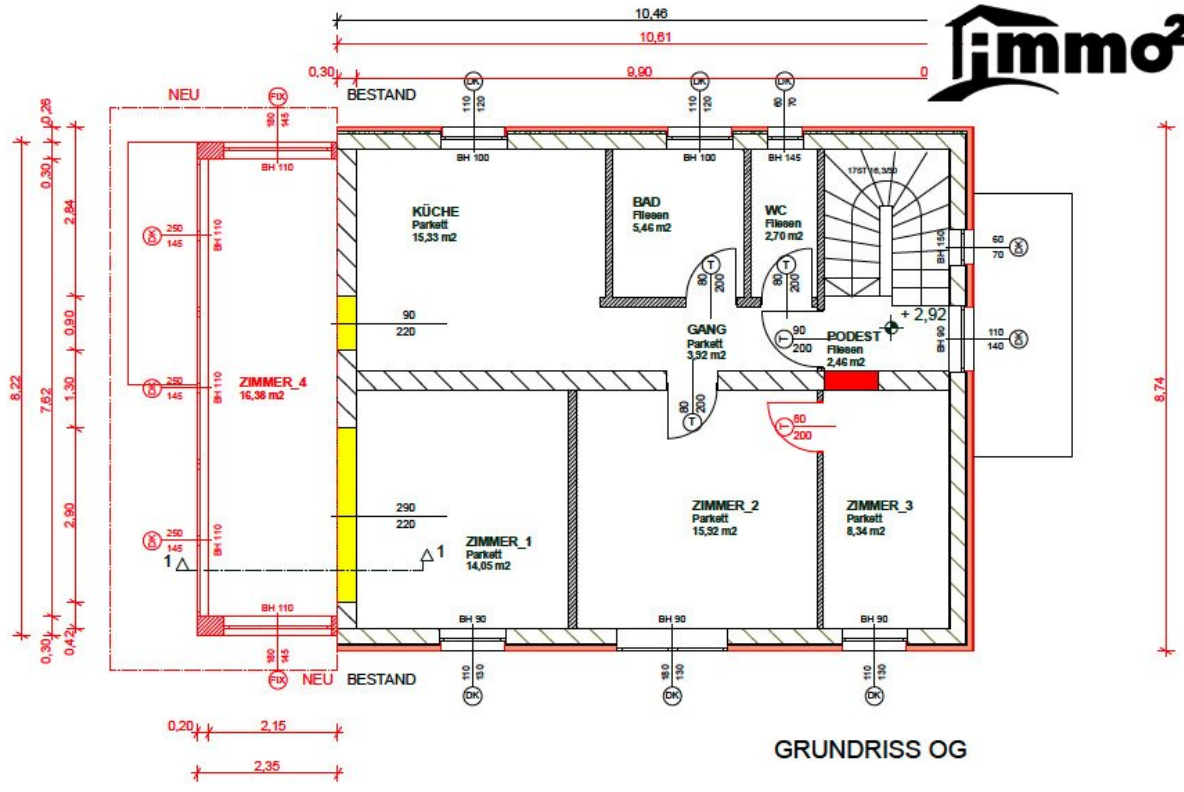 10,46
10,61
0,30
9,90
0
immo²
NEU
BESTAND
DK
DK
DK
FIX
110
120
110
120
60
70
180
145
0,26
0,30
2,84
0,90
1,30
2,90
0,42
0,30
8,22
7,62
8,74
BH 110
BH 100
BH 100
BH 145
17ST 16,3/30
KÜCHE
Parkett
15,33 m2
BAD
Fliesen
5,46 m2
WC
Fliesen
2,70 m2
DK
250
145
BH 110
BH 150
60
70
DK
T
80
200
T
80
200
90
220
GANG
Parkett
3,92 m2
T
90
200
+ 2,92
PODEST
Fliesen
2,46 m2
BH 90
110
140
DK
ZIMMER_4
16,38 m2
DK
250
145
BH 110
T
80
200
T
80
200
290
220
ZIMMER_1
Parkett
14,05 m2
ZIMMER_2
Parkett
15,92 m2
ZIMMER_3
Parkett
8,34 m2
DK
250
145
BH 110
1
1
BH 110
BH 90
BH 90
BH 90
180
145
FIX
NEU
BESTAND
110
130
DK
180
130
DK
110
130
DK
0,20
2,15
2,35
GRUNDRISS OG